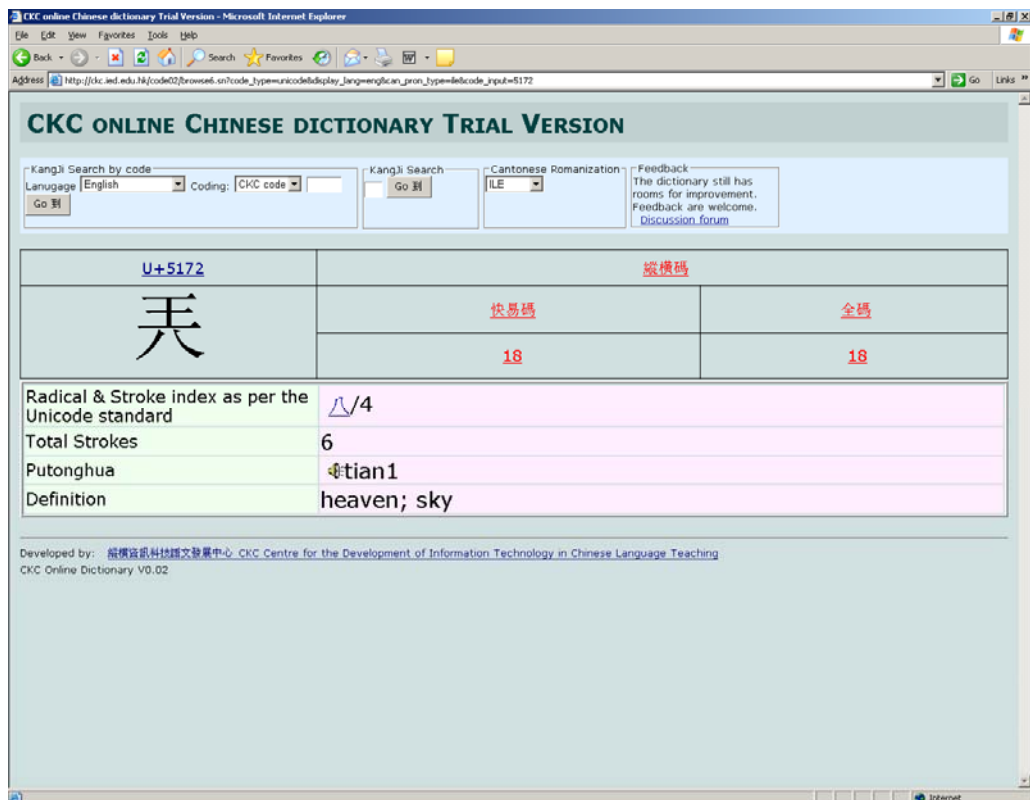 CKC online Chinese dictionary Trial Version - Microsoft Internet Explorer
File Edit View Favorites Tools Help
Back Search Favorites
Address http://ckc.ied.edu.hk/code02/browse6.sn?code_type=unicode&display_lang=eng&can_pron_type=ile&code_input=5172 Go Links »
CKC ONLINE CHINESE DICTIONARY TRIAL VERSION
KangJi Search by code KangJi Search Cantonese Romanization Feedback
Lanugage English Coding: CKC code Go 到 ILE The dictionary still has
Go 到 rooms for improvement.
Feedback are welcome.
Discussion forum
U+5172 縱橫碼
兲 快易碼 全碼
18 18
Radical & Stroke index as per the
Unicode standard 八/4
Total Strokes 6
Putonghua tian1
Definition heaven; sky
Developed by: 縱橫資訊科技語文發展中心 CKC Centre for the Development of Information Technology in Chinese Language Teaching
CKC Online Dictionary V0.02
Internet